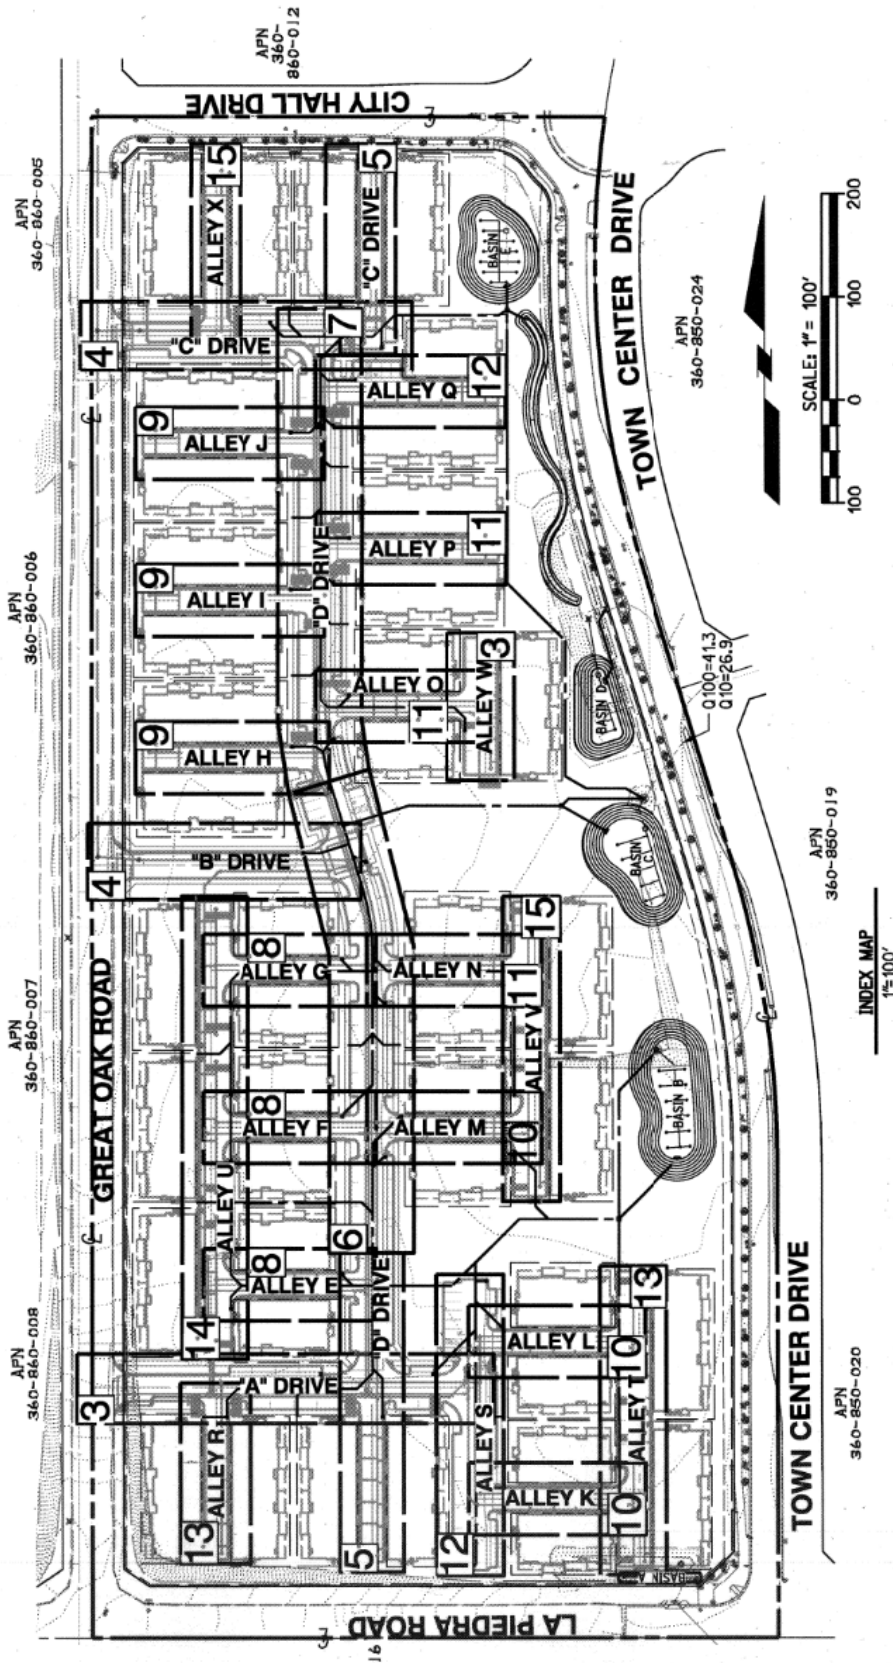 APN
360-
860-012
CITY HALL DRIVE
APN
360-860-005
15
5
ALLEY X
"C" DRIVE
BASIN
E
TOWN CENTER DRIVE
4
"C" DRIVE
7
12
ALLEY Q
APN
360-850-024
SCALE: 1"= 100'
200
100
0
100
9
ALLEY J
"D" DRIVE
11
ALLEY P
APN
360-860-006
9
ALLEY I
3
ALLEY O
ALLEY W
11
BASIN D
Q100=41.3
Q10=26.9
9
ALLEY H
4
"B" DRIVE
BASIN
C
APN
360-850-019
GREAT OAK ROAD
8
ALLEY G
ALLEY N
15
11
ALLEY V
INDEX MAP
1"=100'
APN
360-860-007
8
ALLEY F
ALLEY M
10
BASIN B
ALLEY U
6
8
ALLEY E
"D" DRIVE
14
13
ALLEY L
10
TOWN CENTER DRIVE
APN
360-860-008
3
"A" DRIVE
ALLEY R
ALLEY S
ALLEY T
APN
360-850-020
13
5
12
ALLEY K
10
BASIN A
LA PIEDRA ROAD
16